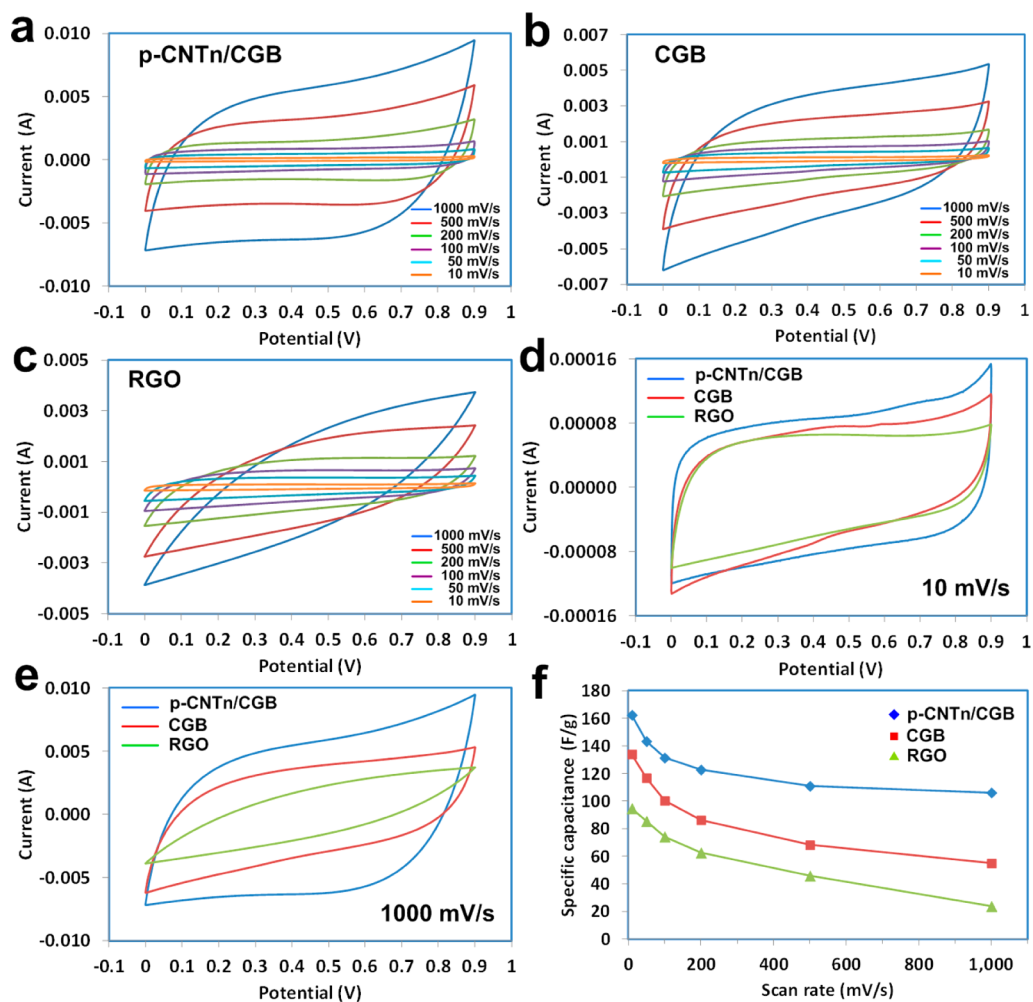 a
p-CNTn/CGB
0.010
0.005
0.000
-0.005
-0.010
Current (A)
1000 mV/s
500 mV/s
200 mV/s
100 mV/s
50 mV/s
10 mV/s
-0.1 0 0.1 0.2 0.3 0.4 0.5 0.6 0.7 0.8 0.9 1
Potential (V)
b
CGB
0.007
0.005
0.003
0.001
-0.001
-0.003
-0.005
-0.007
Current (A)
1000 mV/s
500 mV/s
200 mV/s
100 mV/s
50 mV/s
10 mV/s
-0.1 0 0.1 0.2 0.3 0.4 0.5 0.6 0.7 0.8 0.9 1
Potential (V)
c
RGO
0.005
0.003
0.001
-0.001
-0.003
-0.005
Current (A)
1000 mV/s
500 mV/s
200 mV/s
100 mV/s
50 mV/s
10 mV/s
-0.1 0 0.1 0.2 0.3 0.4 0.5 0.6 0.7 0.8 0.9 1
Potential (V)
d
p-CNTn/CGB
CGB
RGO
0.00016
0.00008
0.00000
-0.00008
-0.00016
Current (A)
10 mV/s
-0.1 0 0.1 0.2 0.3 0.4 0.5 0.6 0.7 0.8 0.9 1
Potential (V)
e
p-CNTn/CGB
CGB
RGO
0.010
0.005
0.000
-0.005
-0.010
Current (A)
1000 mV/s
-0.1 0 0.1 0.2 0.3 0.4 0.5 0.6 0.7 0.8 0.9 1
Potential (V)
f
p-CNTn/CGB
CGB
RGO
180
160
140
120
100
80
60
40
20
0
Specific capacitance (F/g)
0 200 400 600 800 1,000
Scan rate (mV/s)